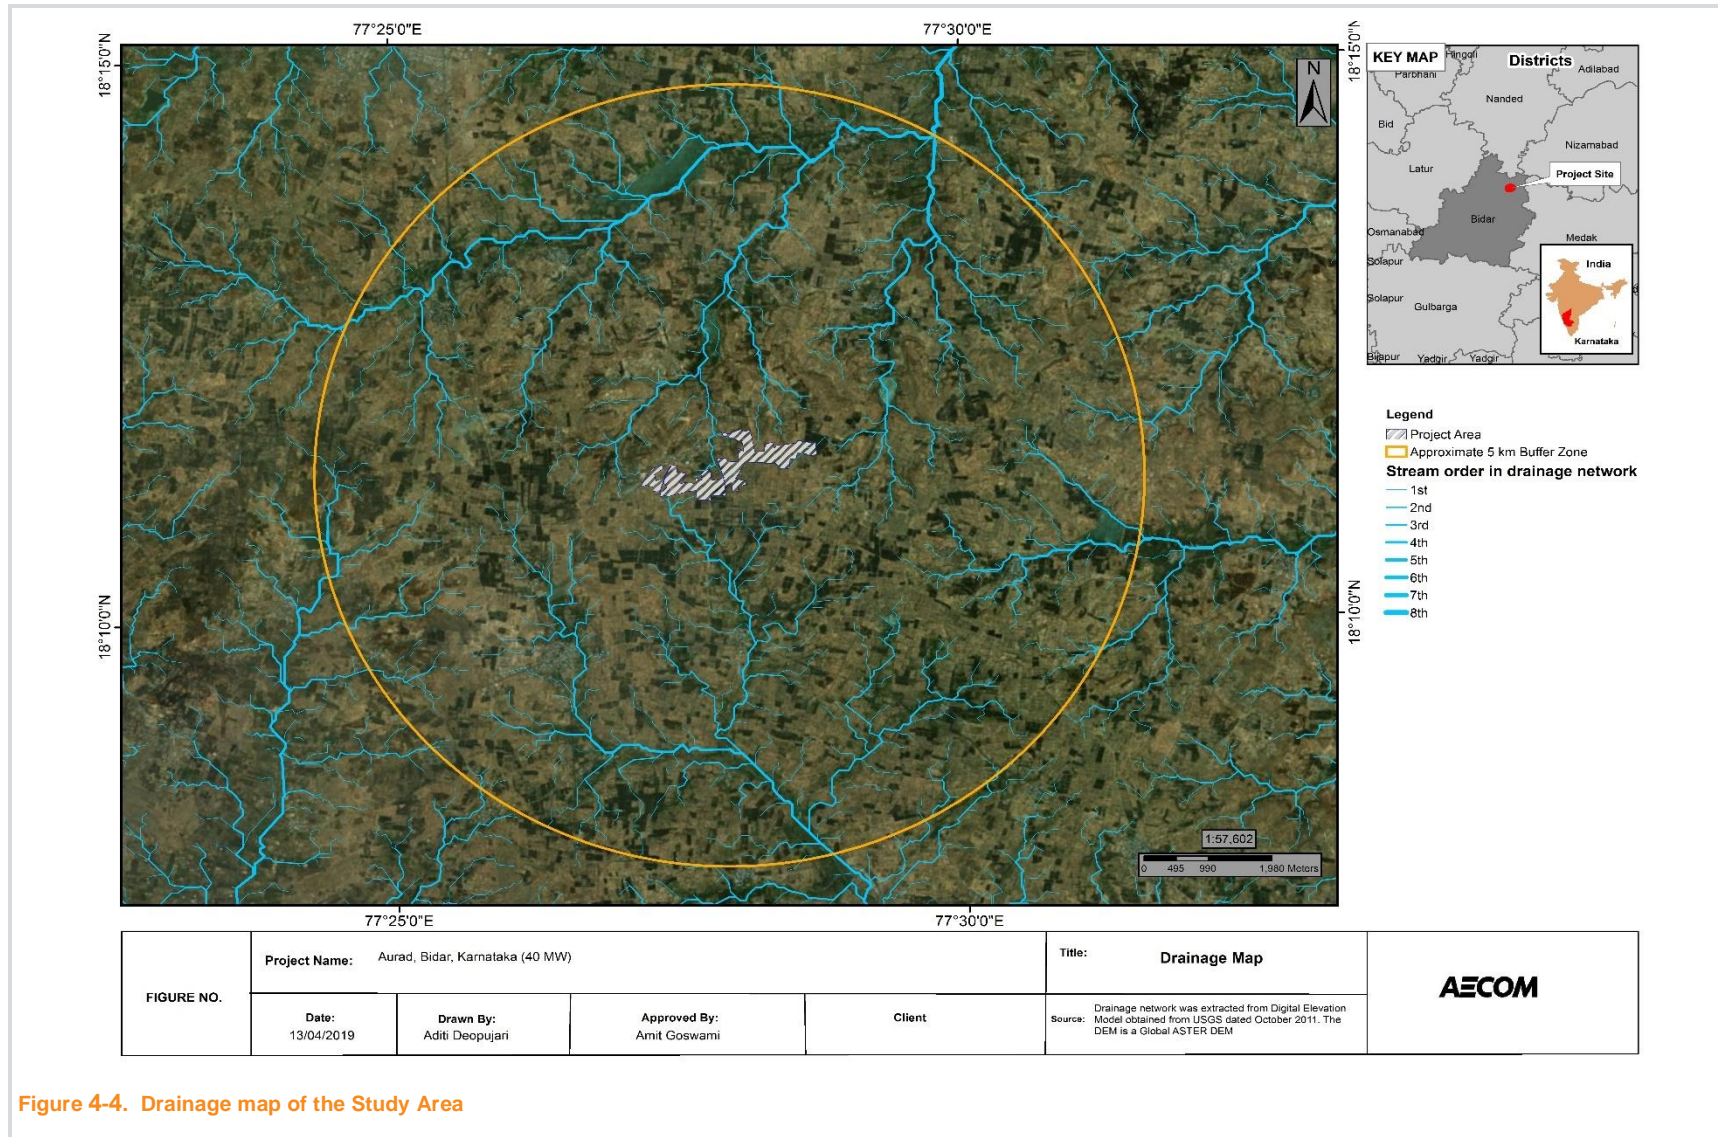 77°25'0"E
77°30'0"E
18°15'0"N
18°15'0"N
N
KEY MAP
Districts
Hingoli
Parbhani
Adilabad
Nanded
Bid
Nizamabad
Latur
Project Site
Bidar
Osmanabad
Medak
Solapur
India
Solapur
Gulbarga
Karnataka
Bijapur
Yadgir
Yadgir
Legend
Project Area
Approximate 5 km Buffer Zone
Stream order in drainage network
1st
2nd
3rd
4th
5th
6th
7th
8th
18°10'0"N
18°10'0"N
1:57,602
0 495 990 1,980 Meters
77°25'0"E
77°30'0"E
FIGURE NO.
Project Name: Aurad, Bidar, Karnataka (40 MW)
Title: Drainage Map
Date:
13/04/2019
Drawn By:
Aditi Deopujari
Approved By:
Amit Goswami
Client
Source: Drainage network was extracted from Digital Elevation
Model obtained from USGS dated October 2011. The
DEM is a Global ASTER DEM
AECOM
Figure 4-4. Drainage map of the Study Area